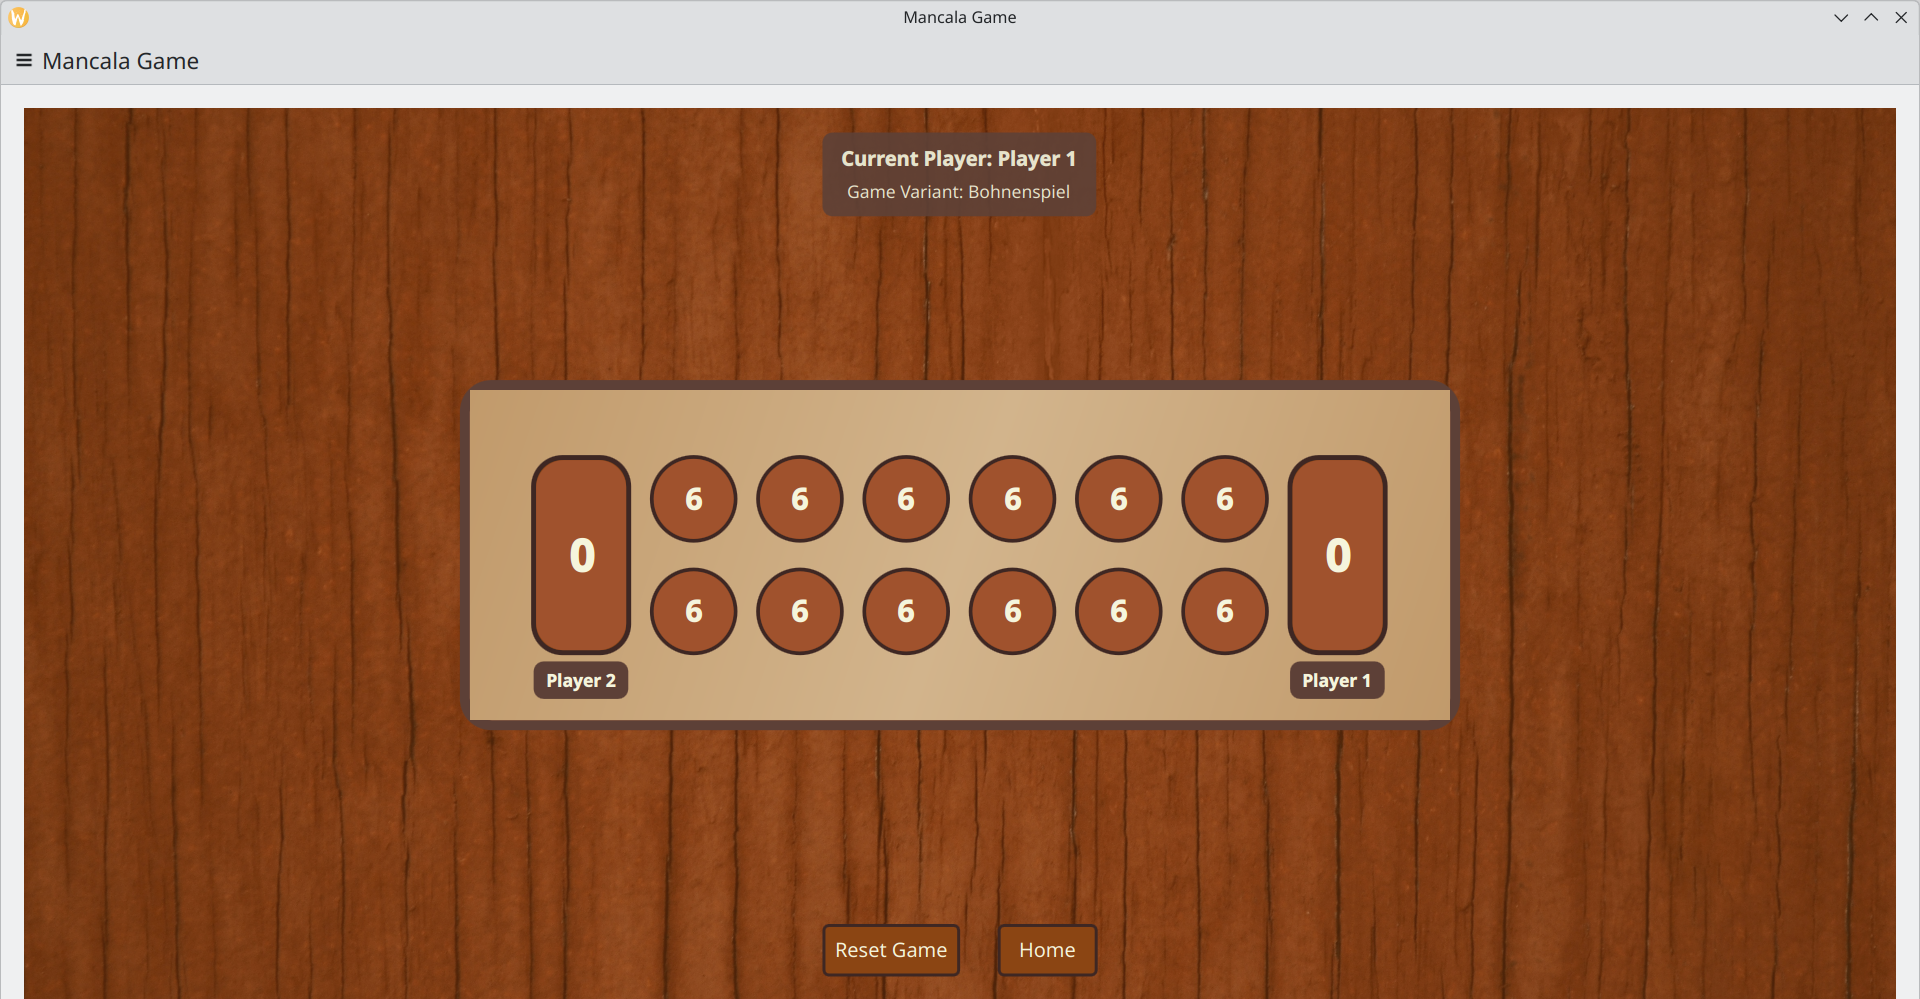 Mancala Game
Mancala Game
Current Player: Player 1
Game Variant: Bohnenspiel
6 6 6 6 6 6
0 0
6 6 6 6 6 6
Player 2 Player 1
Reset Game Home